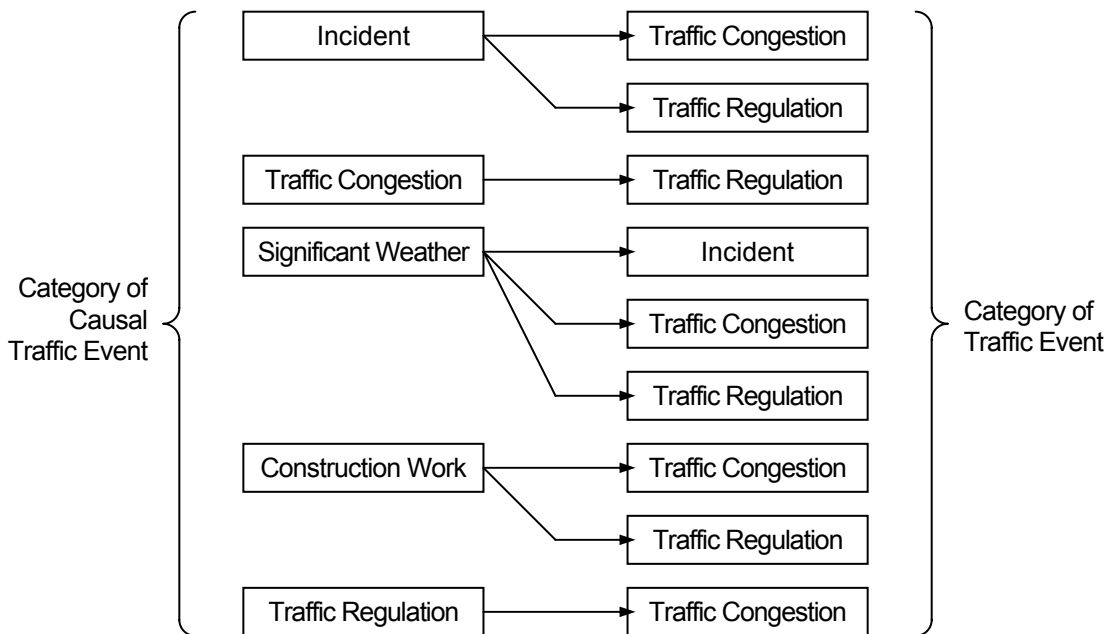 Incident
Traffic Congestion
Traffic Regulation
Traffic Congestion
Traffic Regulation
Significant Weather
Incident
Category of
Causal
Traffic Event
Traffic Congestion
Category of
Traffic Event
Traffic Regulation
Construction Work
Traffic Congestion
Traffic Regulation
Traffic Regulation
Traffic Congestion